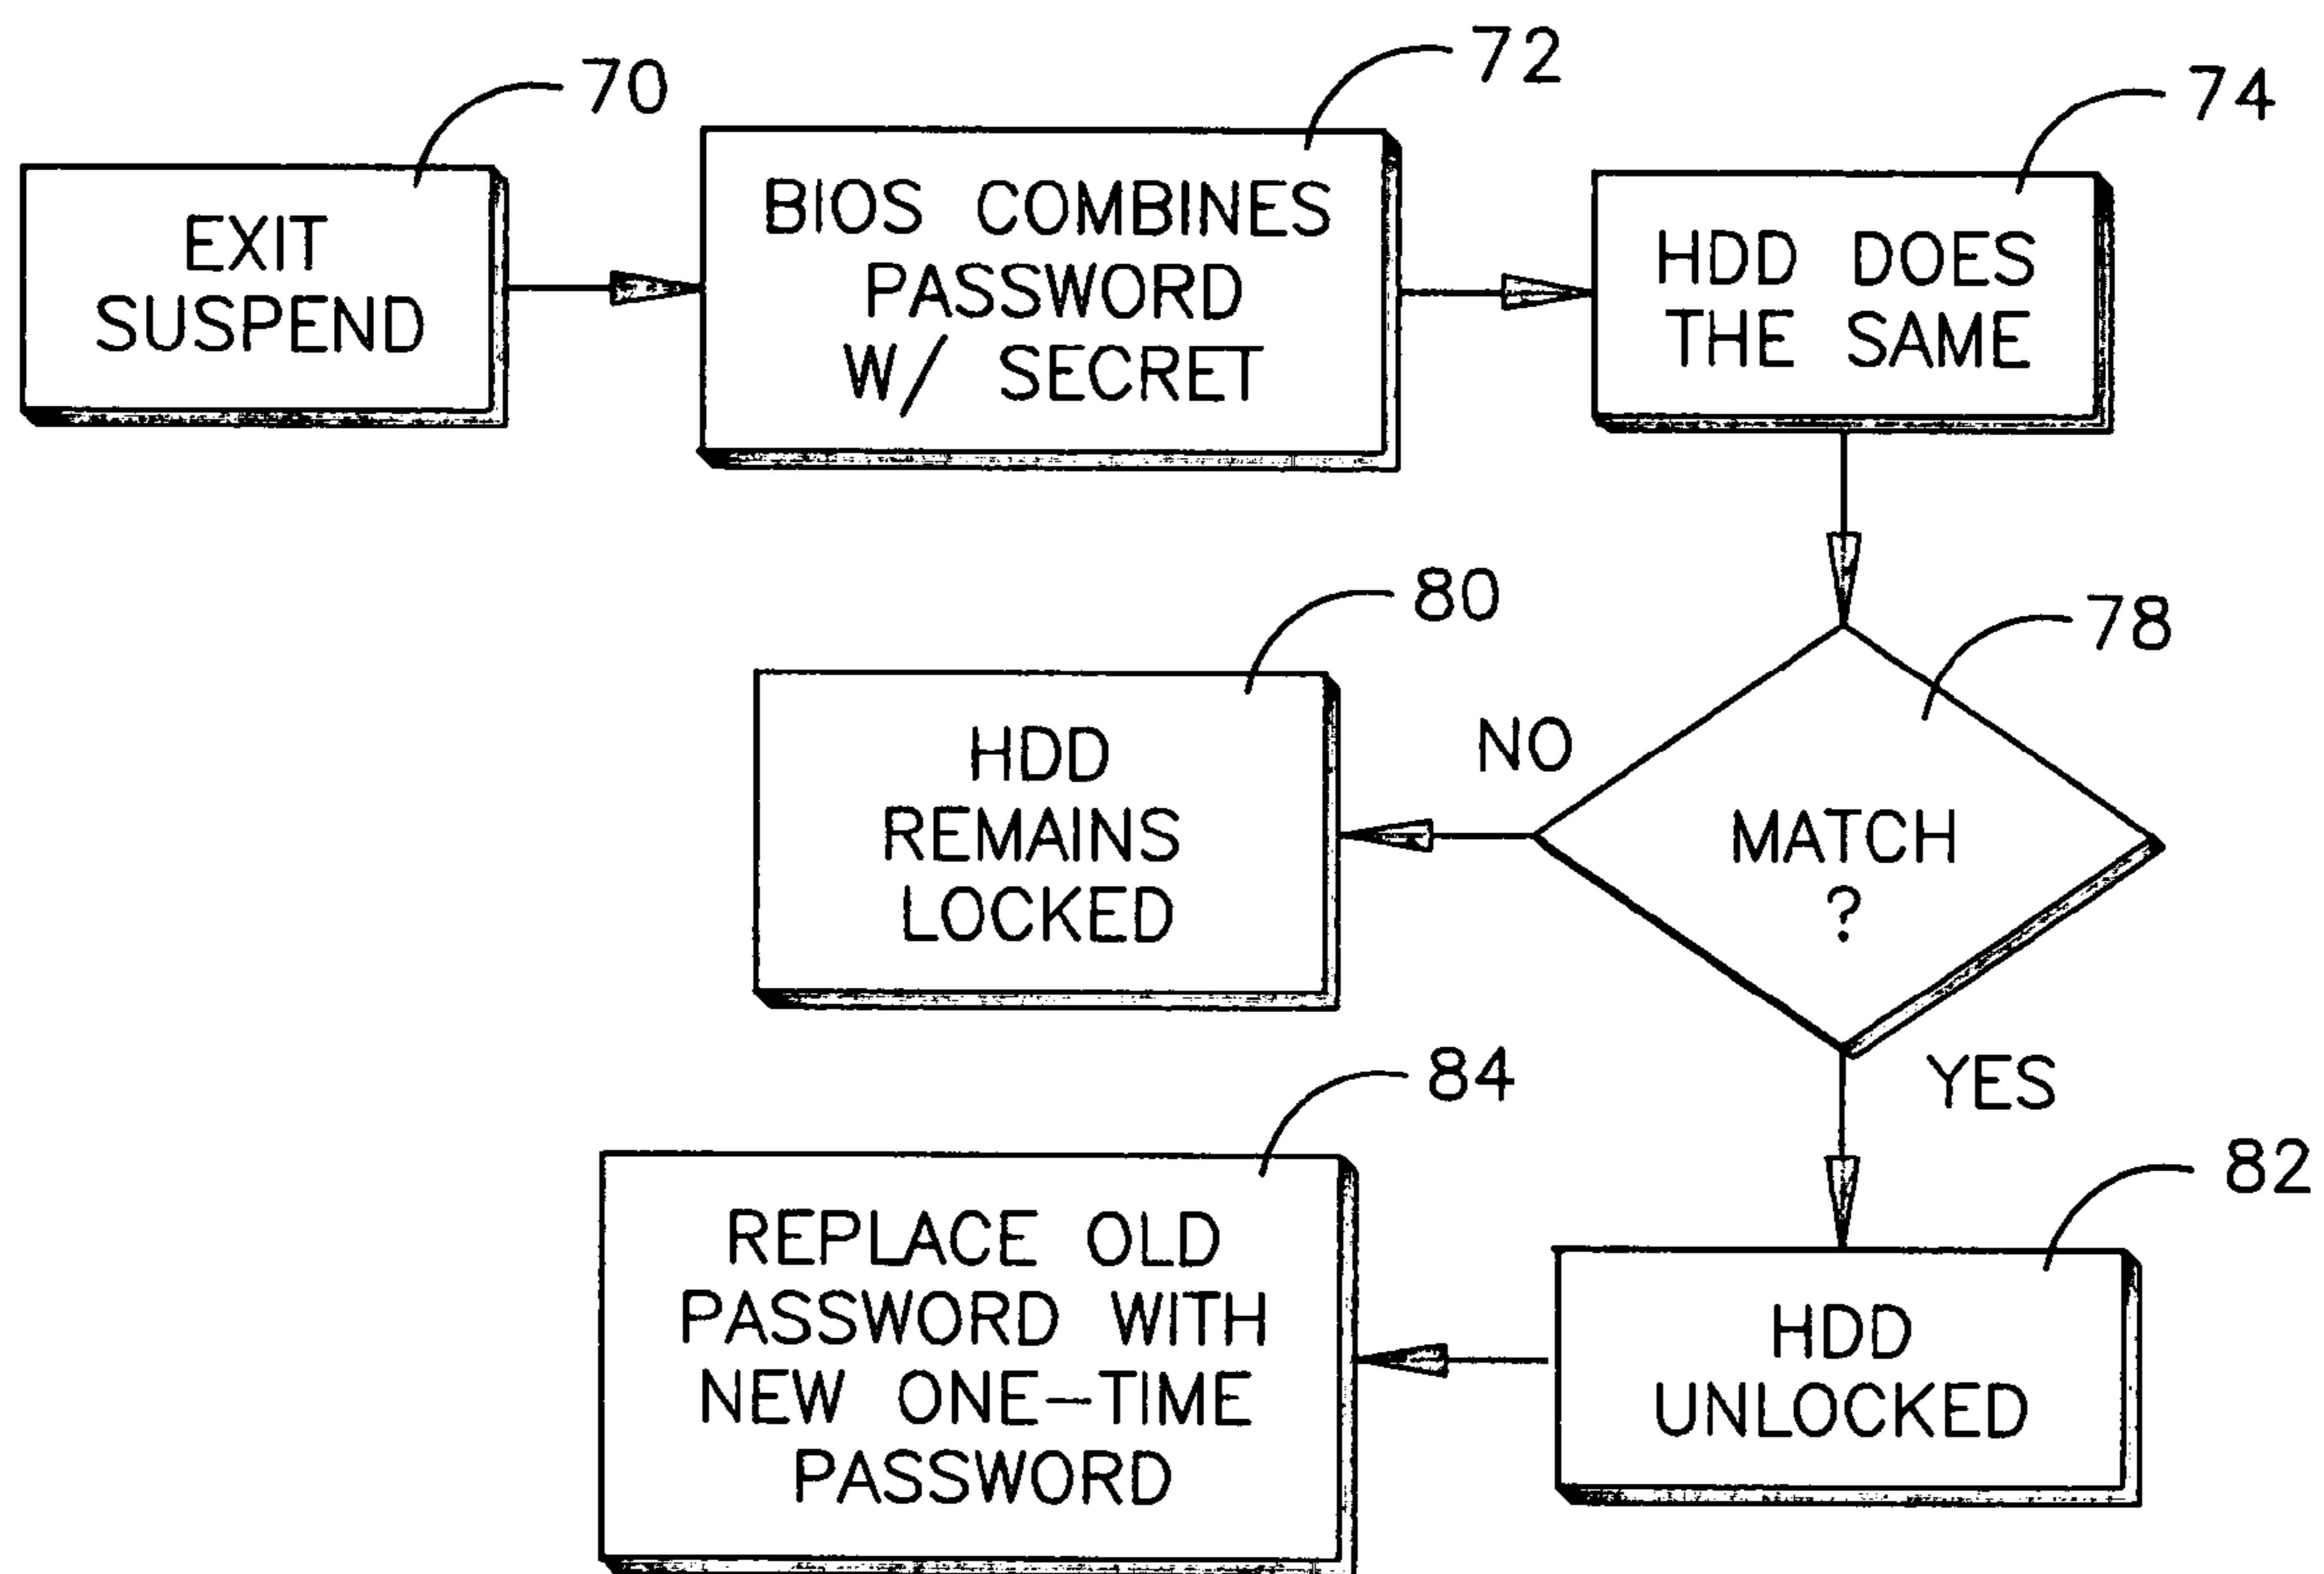 70
EXIT
SUSPEND
72
BIOS COMBINES
PASSWORD
W/ SECRET
74
HDD DOES
THE SAME
78
MATCH
?
NO
80
HDD
REMAINS
LOCKED
YES
82
HDD
UNLOCKED
84
REPLACE OLD
PASSWORD WITH
NEW ONE-TIME
PASSWORD